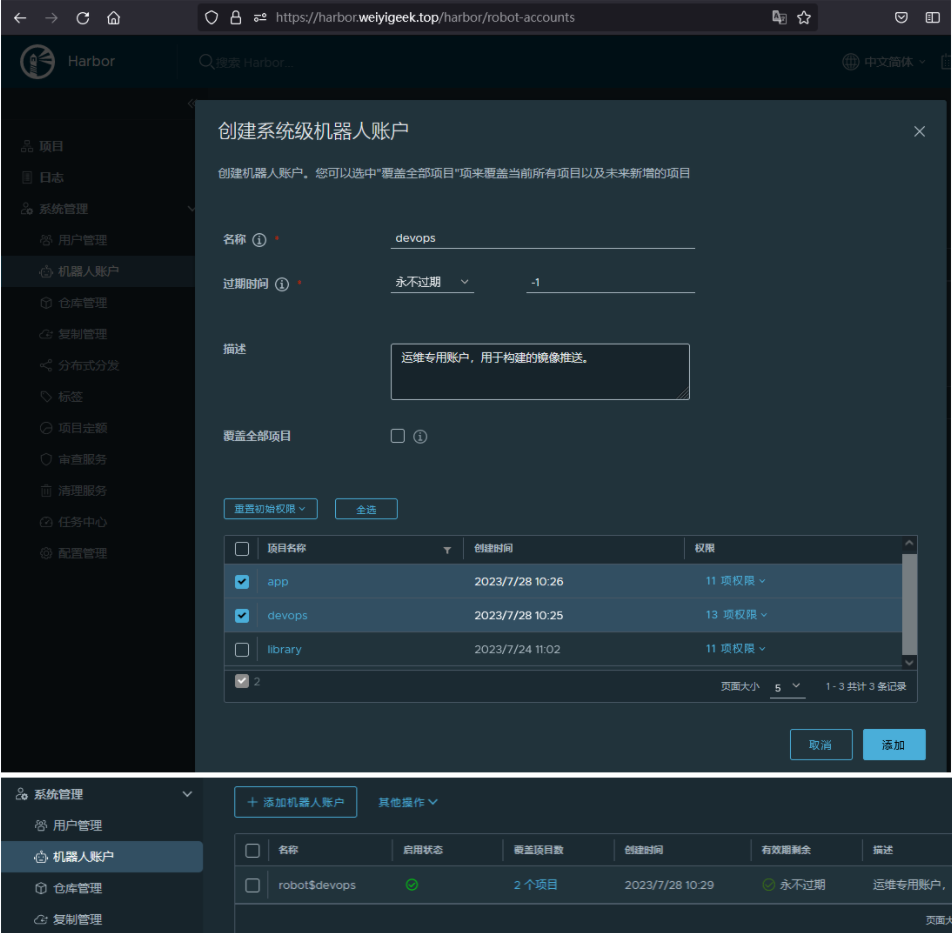 https://harbor.weiyigeek.top/harbor/robot-accounts
Harbor
搜索 Harbor...
中文简体
创建系统级机器人账户
创建机器人账户。您可以选中"覆盖全部项目"项来覆盖当前所有项目以及未来新增的项目
项目
日志
系统管理
用户管理
机器人账户
仓库管理
复制管理
分布式分发
标签
项目定额
审查服务
清理服务
任务中心
配置管理
名称 *
devops
过期时间 *
永不过期
-1
描述
运维专用账户，用于构建的镜像推送。
覆盖全部项目
重置初始权限
全选
项目名称 创建时间 权限
app 2023/7/28 10:26 11 项权限
devops 2023/7/28 10:25 13 项权限
library 2023/7/24 11:02 11 项权限
2
页面大小 5 1 - 3 共计 3 条记录
取消
添加
系统管理
用户管理
机器人账户
仓库管理
复制管理
+ 添加机器人账户 其他操作
名称 启用状态 覆盖项目数 创建时间 有效期剩余 描述
robot$devops 2 个项目 2023/7/28 10:29 永不过期 运维专用账户，
页面大